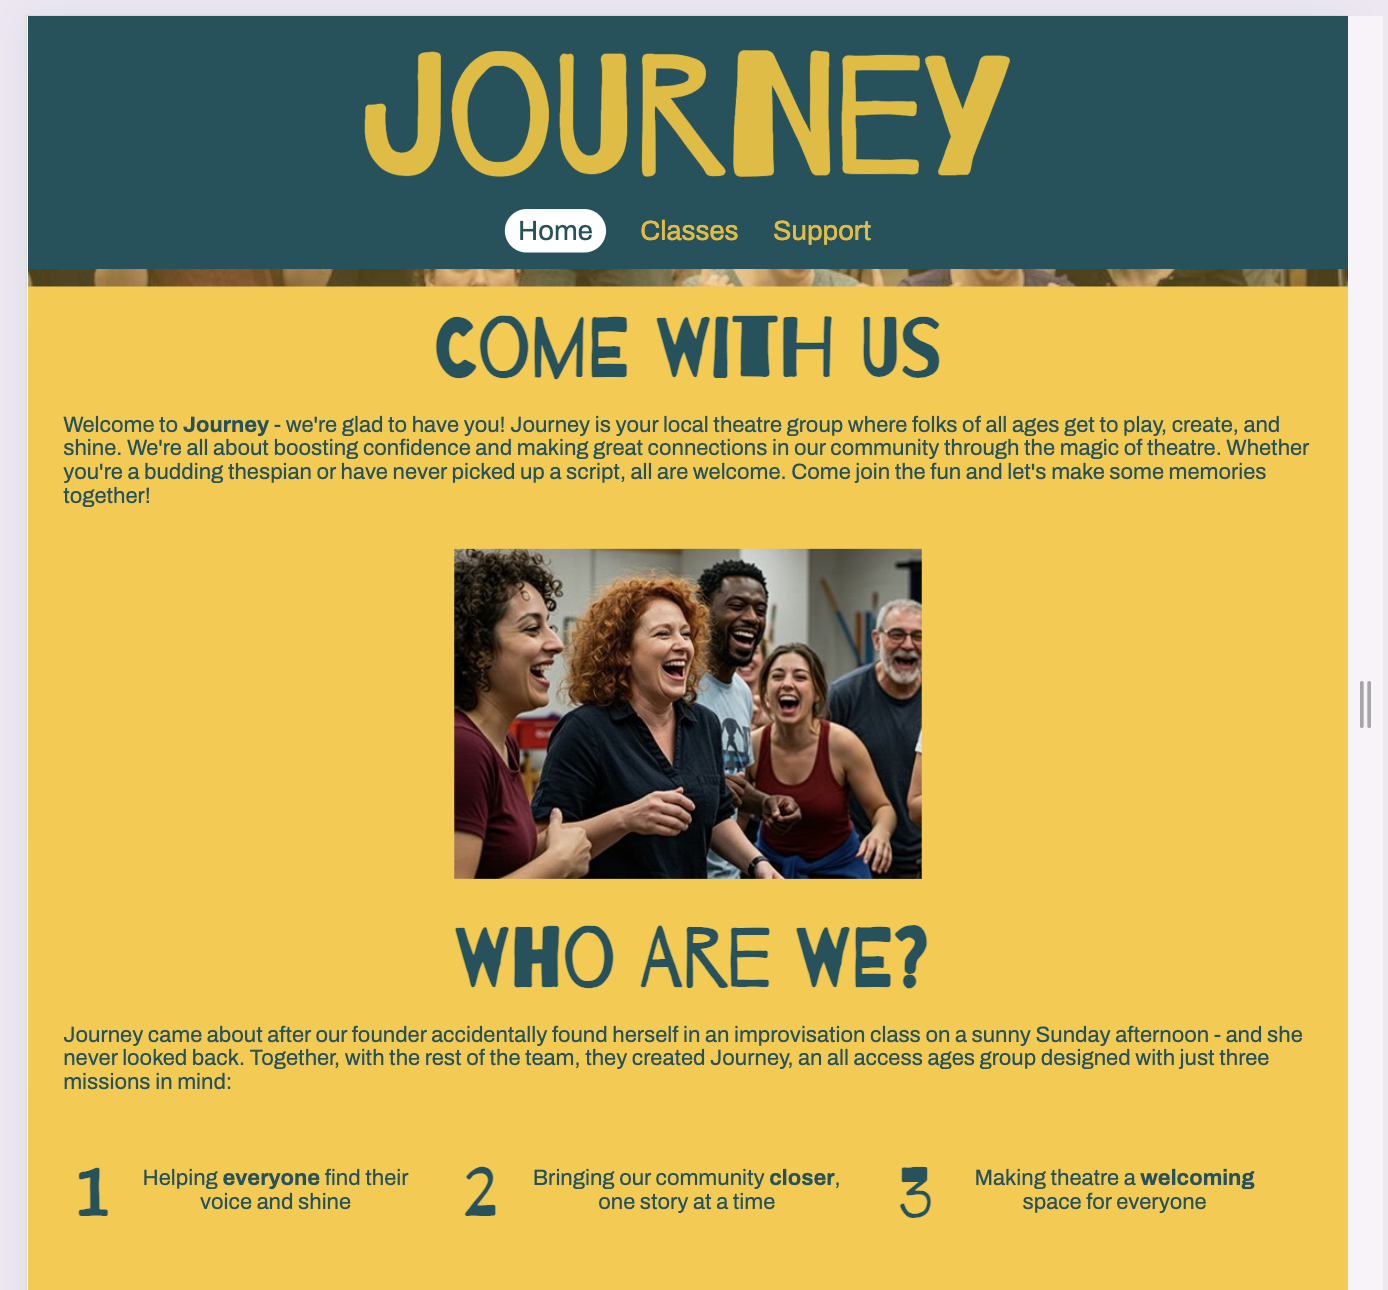 JOURNEY
Home Classes Support
COME WITH US
Welcome to Journey - we're glad to have you! Journey is your local theatre group where folks of all ages get to play, create, and
shine. We're all about boosting confidence and making great connections in our community through the magic of theatre. Whether
you're a budding thespian or have never picked up a script, all are welcome. Come join the fun and let's make some memories
together!
WHO ARE WE?
Journey came about after our founder accidentally found herself in an improvisation class on a sunny Sunday afternoon - and she
never looked back. Together, with the rest of the team, they created Journey, an all access ages group designed with just three
missions in mind:
1 Helping everyone find their
voice and shine
2 Bringing our community closer,
one story at a time
3 Making theatre a welcoming
space for everyone